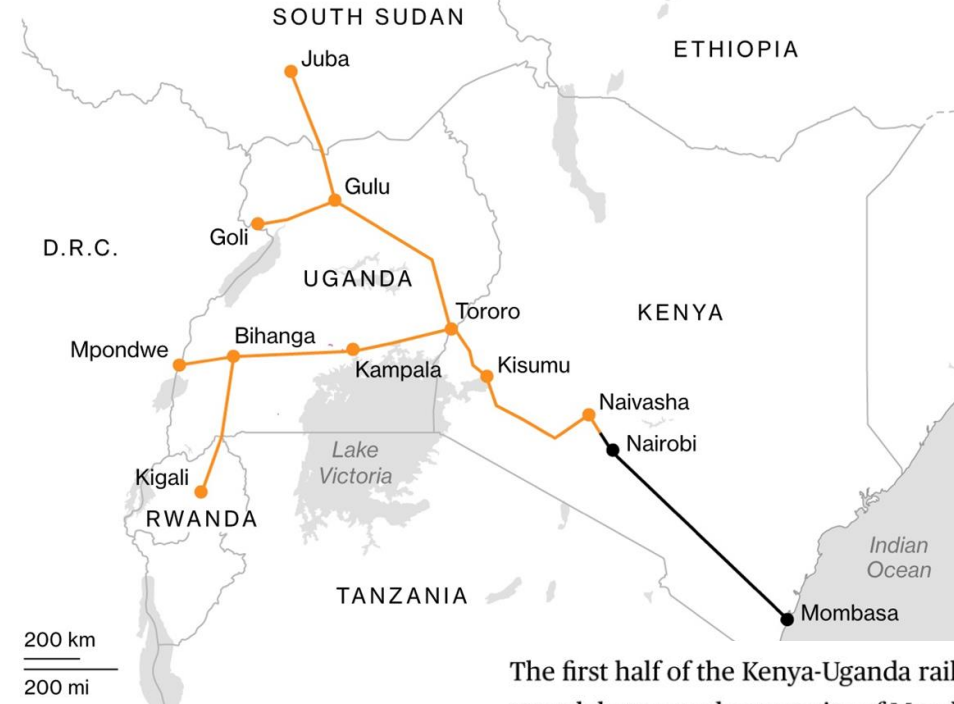 SOUTH SUDAN
ETHIOPIA
Juba
Gulu
Goli
D.R.C.
UGANDA
KENYA
Tororo
Bihanga
Mpondwe
Kampala
Kisumu
Naivasha
Nairobi
Lake
Victoria
Kigali
RWANDA
Indian
Ocean
TANZANIA
Mombasa
200 km
200 mi
The first half of the Kenya-Uganda rail